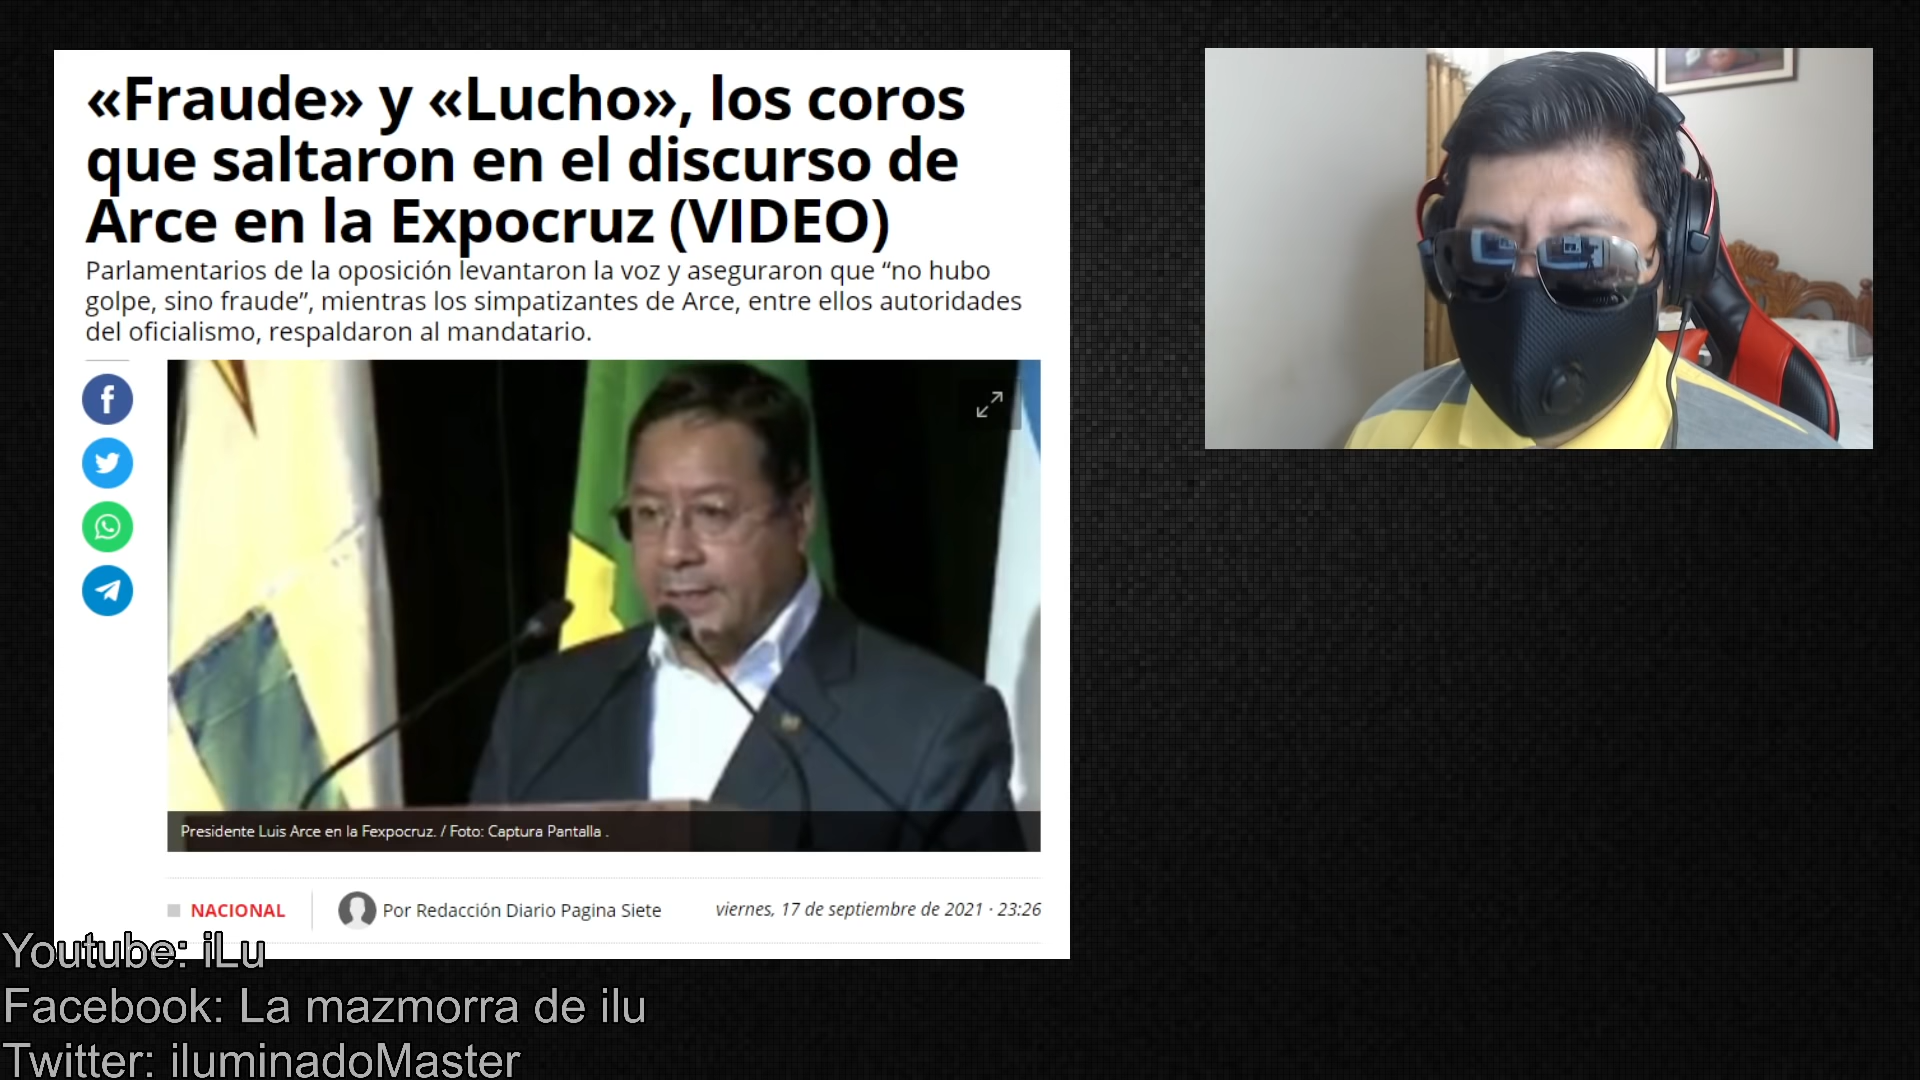 «Fraude» y «Lucho», los coros
que saltaron en el discurso de
Arce en la Expocruz (VIDEO)
Parlamentarios de la oposición levantaron la voz y aseguraron que “no hubo
golpe, sino fraude”, mientras los simpatizantes de Arce, entre ellos autoridades
del oficialismo, respaldaron al mandatario.
Presidente Luis Arce en la Fexpocruz. / Foto: Captura Pantalla .
NACIONAL
Por Redacción Diario Pagina Siete
viernes, 17 de septiembre de 2021 · 23:26
Youtube: iLu
Facebook: La mazmorra de ilu
Twitter: iluminadoMaster